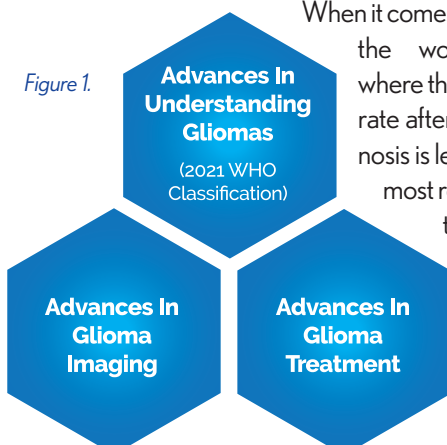 When it come
the wo
where th
rate after
nosis is le
most r
t
Figure 1.
Advances In
Understanding
Gliomas
(2021 WHO
Classification)
Advances In
Glioma
Imaging
Advances In
Glioma
Treatment